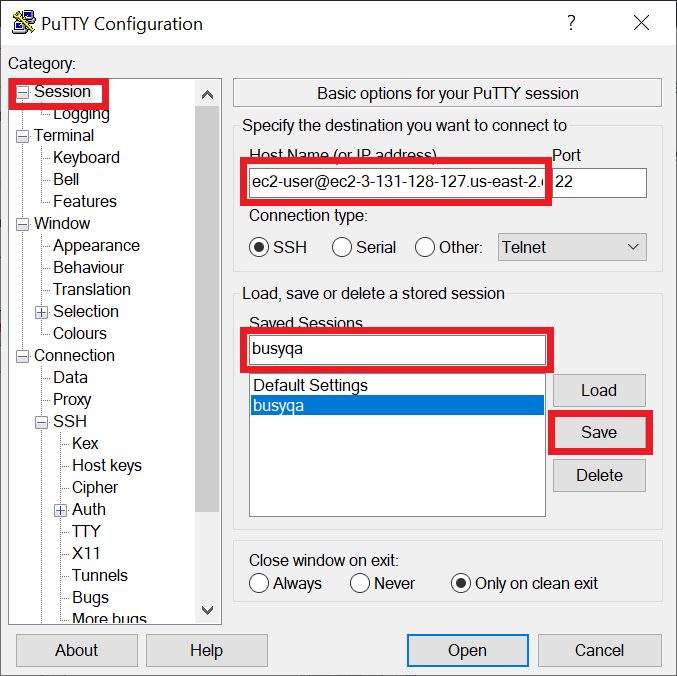 PuTTY Configuration
?
Category:
Session
Logging
Terminal
Keyboard
Bell
Features
Window
Appearance
Behaviour
Translation
Selection
Colours
Connection
Data
Proxy
SSH
Kex
Host keys
Cipher
Auth
TTY
X11
Tunnels
Bugs
More bugs
Basic options for your PuTTY session
Specify the destination you want to connect to
Host Name (or IP address) Port
ec2-user@ec2-3-131-128-127.us-east-2. 22
Connection type:
SSH Serial Other: Telnet
Load, save or delete a stored session
Saved Sessions
busyqa
Default Settings
busyqa
Load
Save
Delete
Close window on exit:
Always Never Only on clean exit
About Help Open Cancel